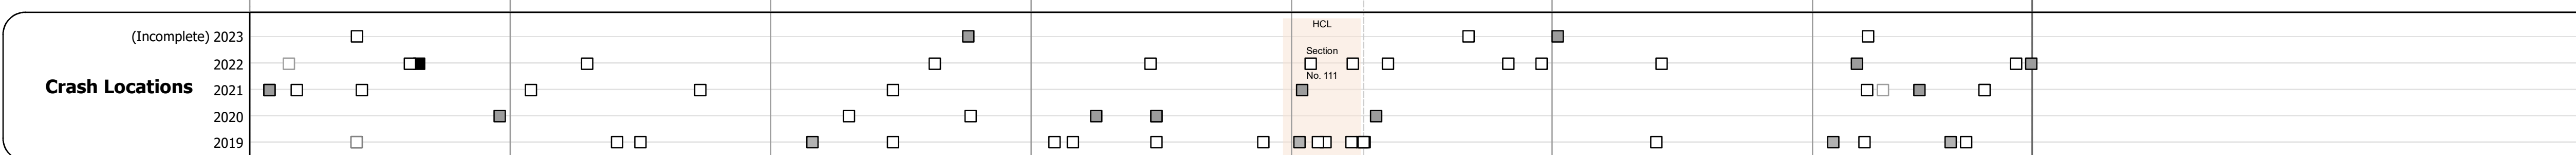 HCL
(Incomplete) 2023
Section
2022
No. 111
Crash Locations
2021
2020
2019